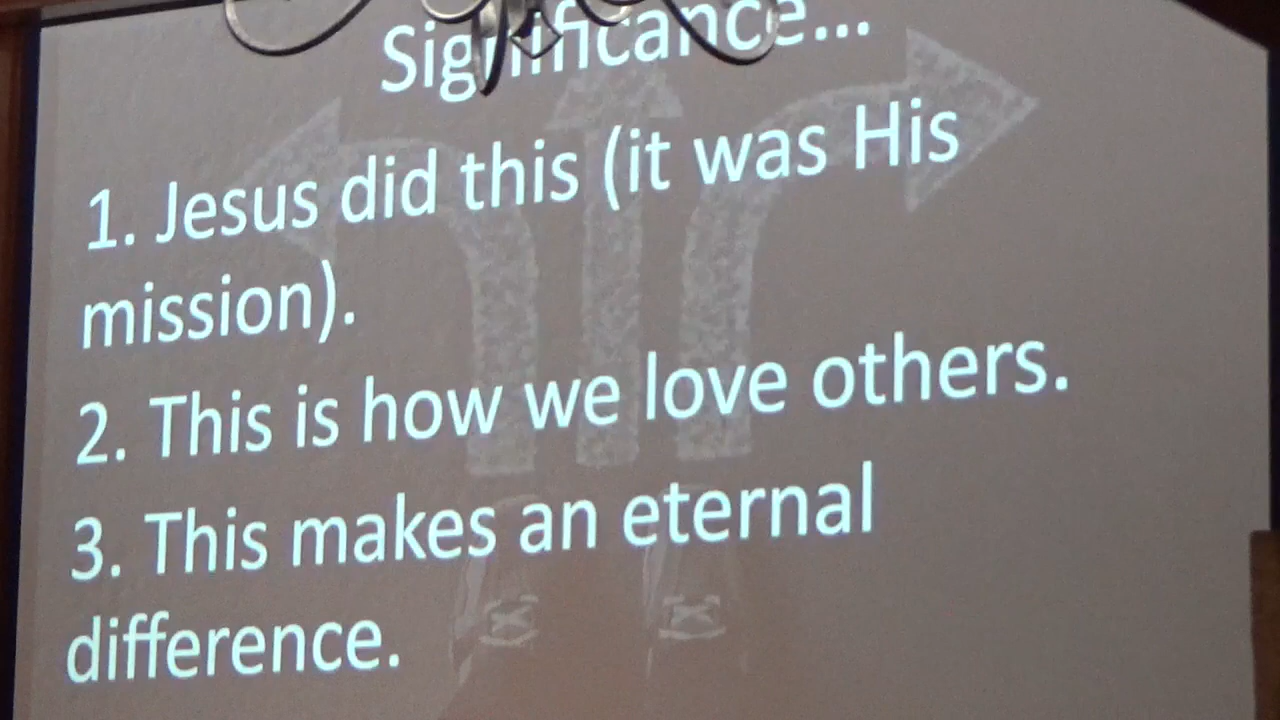 Significance...
1. Jesus did this (it was His
mission).
2. This is how we love others.
3. This makes an eternal
difference.